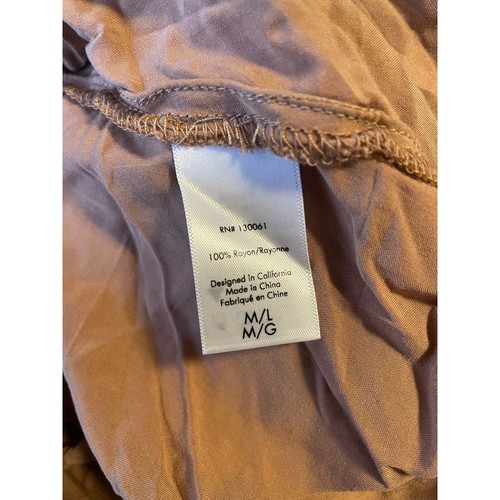 RN# 130061
100% Rayon/Rayonne
Designed in California
Made in China
Fabriqué en Chine
M/L
M/G